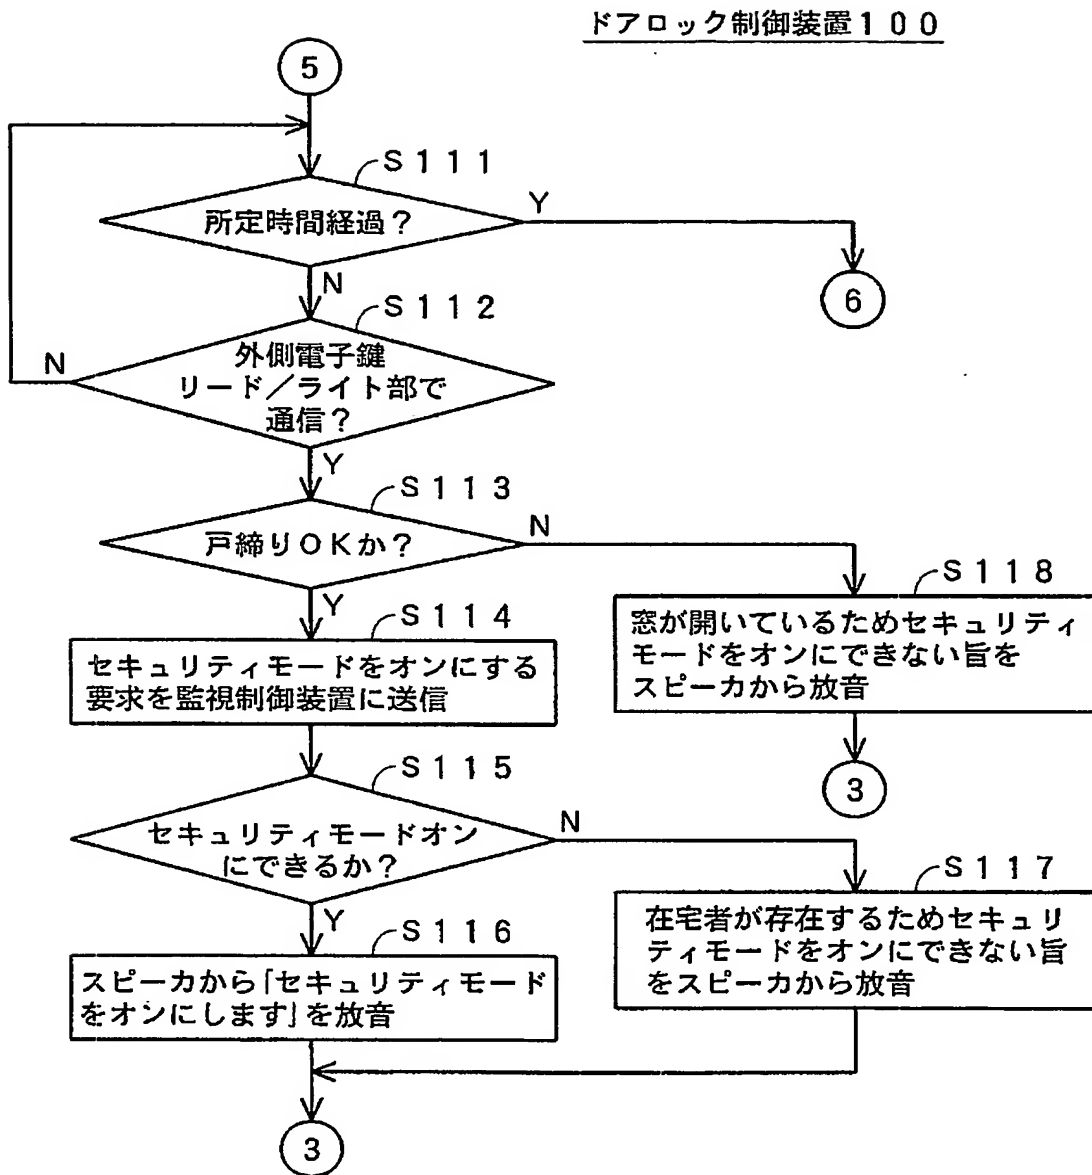 ドアロック制御装置100
5
S111
所定時間経過？
Y
N
6
S112
外側電子鍵
リード／ライト部で
通信？
N
Y
S113
戸締りOKか？
N
Y
S114
セキュリティモードをオンにする
要求を監視制御装置に送信
S118
窓が開いているためセキュリティ
モードをオンにできない旨を
スピーカから放音
3
S115
セキュリティモードオン
にできるか？
N
Y
S117
在宅者が存在するためセキュリ
ティモードをオンにできない旨
をスピーカから放音
S116
スピーカから「セキュリティモード
をオンにします」を放音
3